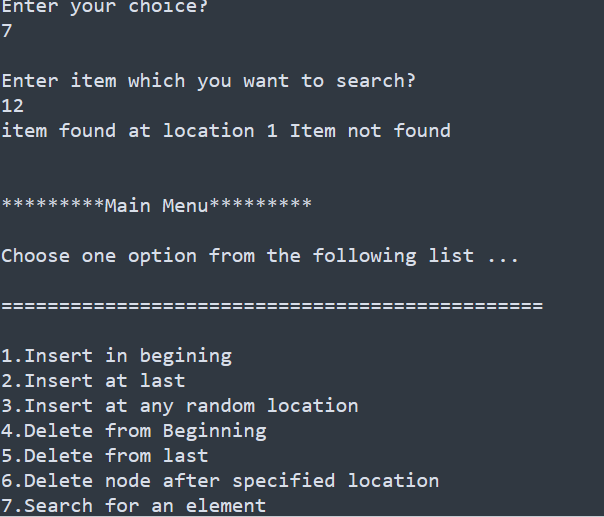 Enter your choice?
7
Enter item which you want to search?
12
item found at location 1 Item not found
*********Main Menu*********
Choose one option from the following list ...
===============================================
1.Insert in begining
2.Insert at last
3.Insert at any random location
4.Delete from Beginning
5.Delete from last
6.Delete node after specified location
7.Search for an element